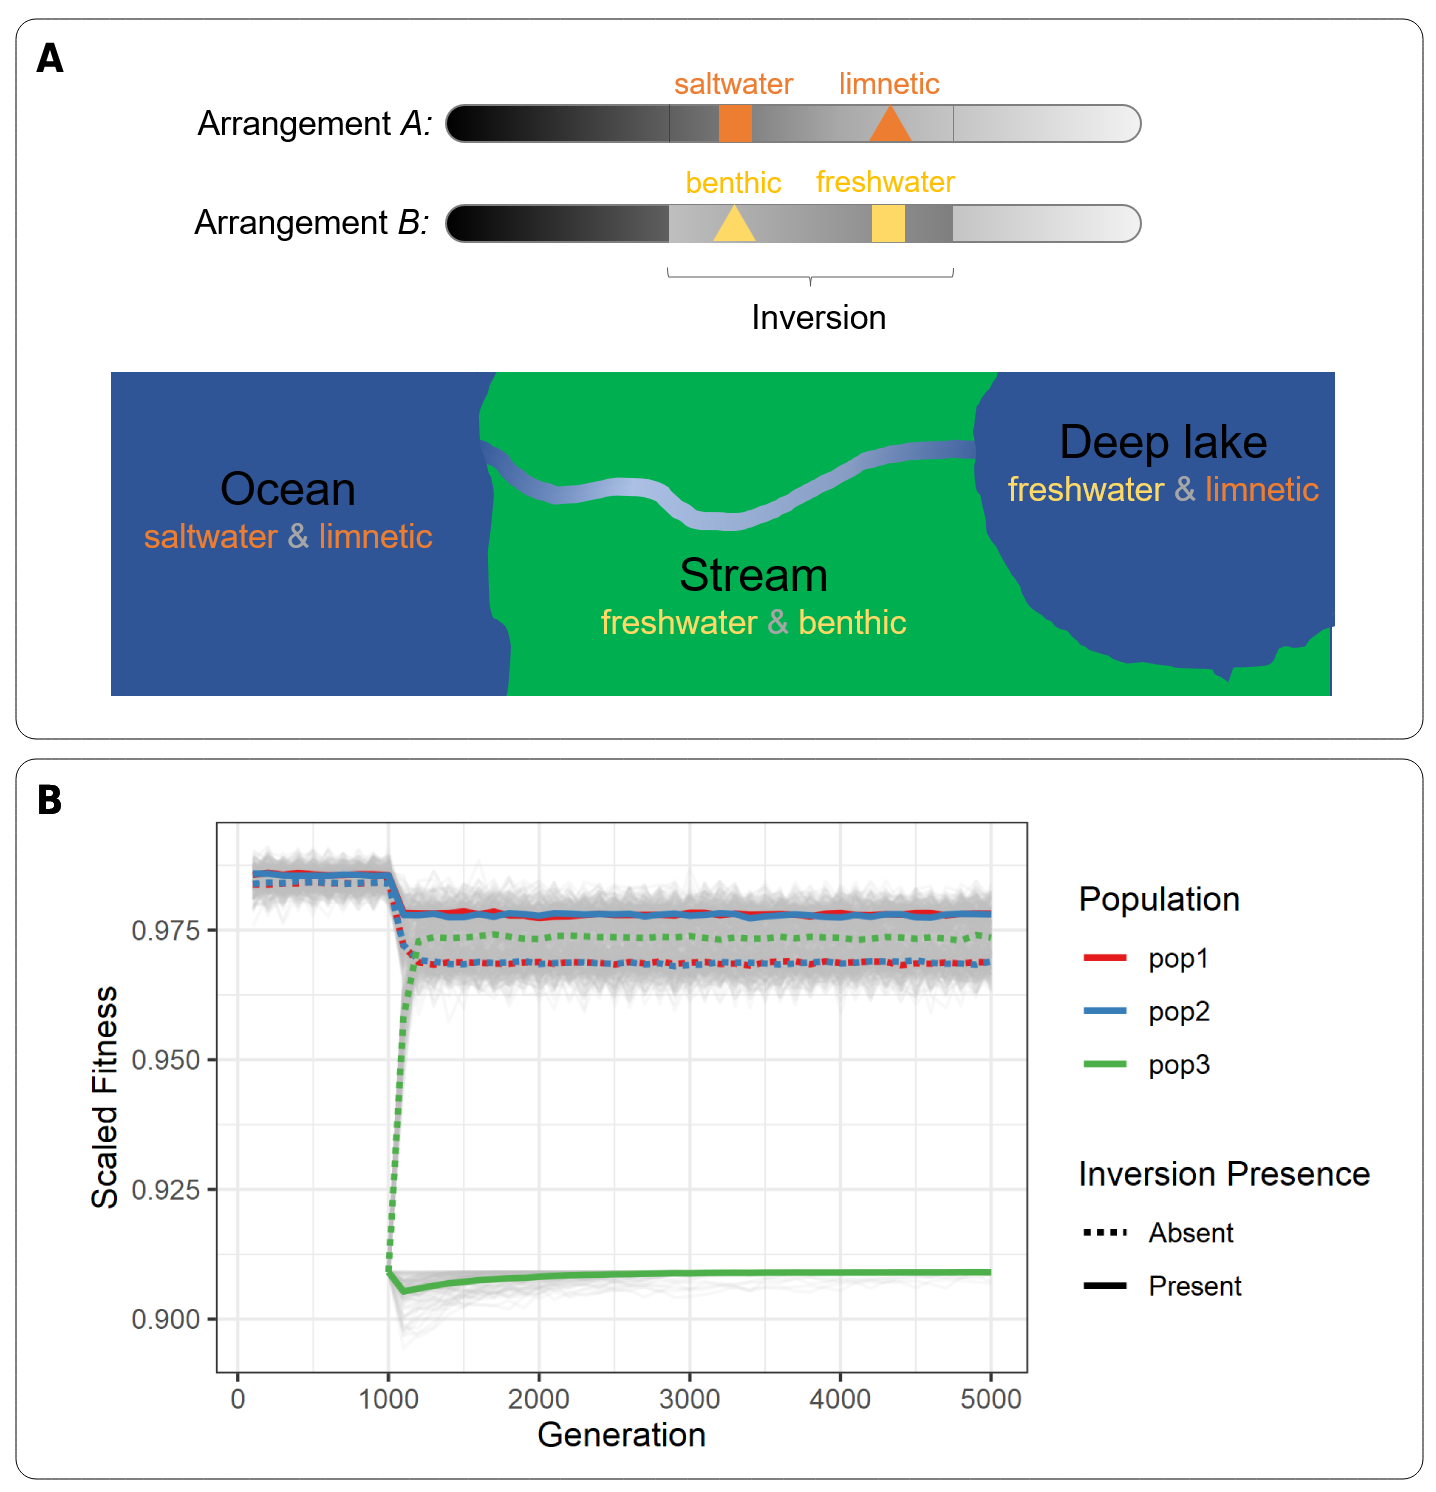 A
saltwater limnetic
Arrangement A:
benthic freshwater
Arrangement B:
Inversion
Ocean
saltwater & limnetic
Stream
freshwater & benthic
Deep lake
freshwater & limnetic
B
Scaled Fitness
0.975
0.950
0.925
0.900
0 1000 2000 3000 4000 5000
Generation
Population
pop1
pop2
pop3
Inversion Presence
Absent
Present